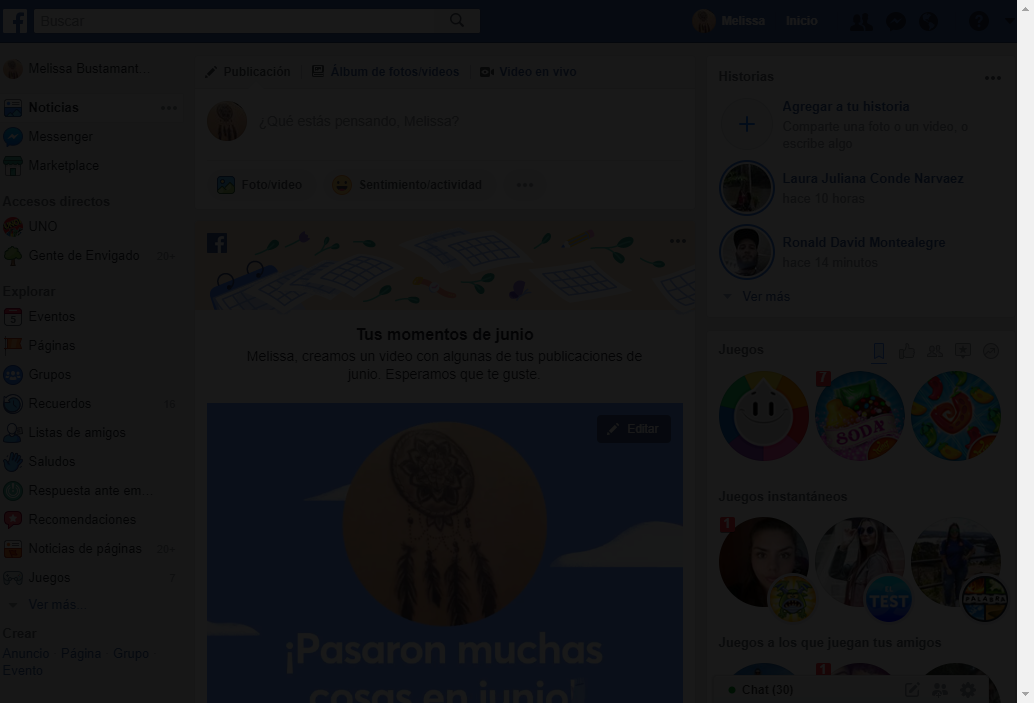 Buscar
Melissa
Inicio
Melissa Bustamant...
Noticias
Messenger
Marketplace
Accesos directos
UNO
Gente de Envigado 20+
Explorar
Eventos
Páginas
Grupos
Recuerdos
Listas de amigos
Saludos
Respuesta ante em...
Recomendaciones
Noticias de páginas 20+
Juegos 7
Ver más...
Crear
Anuncio Página Grupo
Evento
Publicación
Álbum de fotos/videos
Video en vivo
¿Qué estás pensando, Melissa?
Foto/video
Sentimiento/actividad
Tus momentos de junio
Melissa, creamos un video con algunas de tus publicaciones de
junio. Esperamos que te guste.
Editar
¡Pasaron muchas
cosas en junio!
Historias
Agregar a tu historia
Comparte una foto o un video, o
escribe algo
Laura Juliana Conde Narvaez
hace 10 horas
Ronald David Montealegre
hace 14 minutos
Ver más
Juegos
7
SODA
Juegos instantáneos
1
TEST
Juegos a los que juegan tus amigos
1
Chat (30)